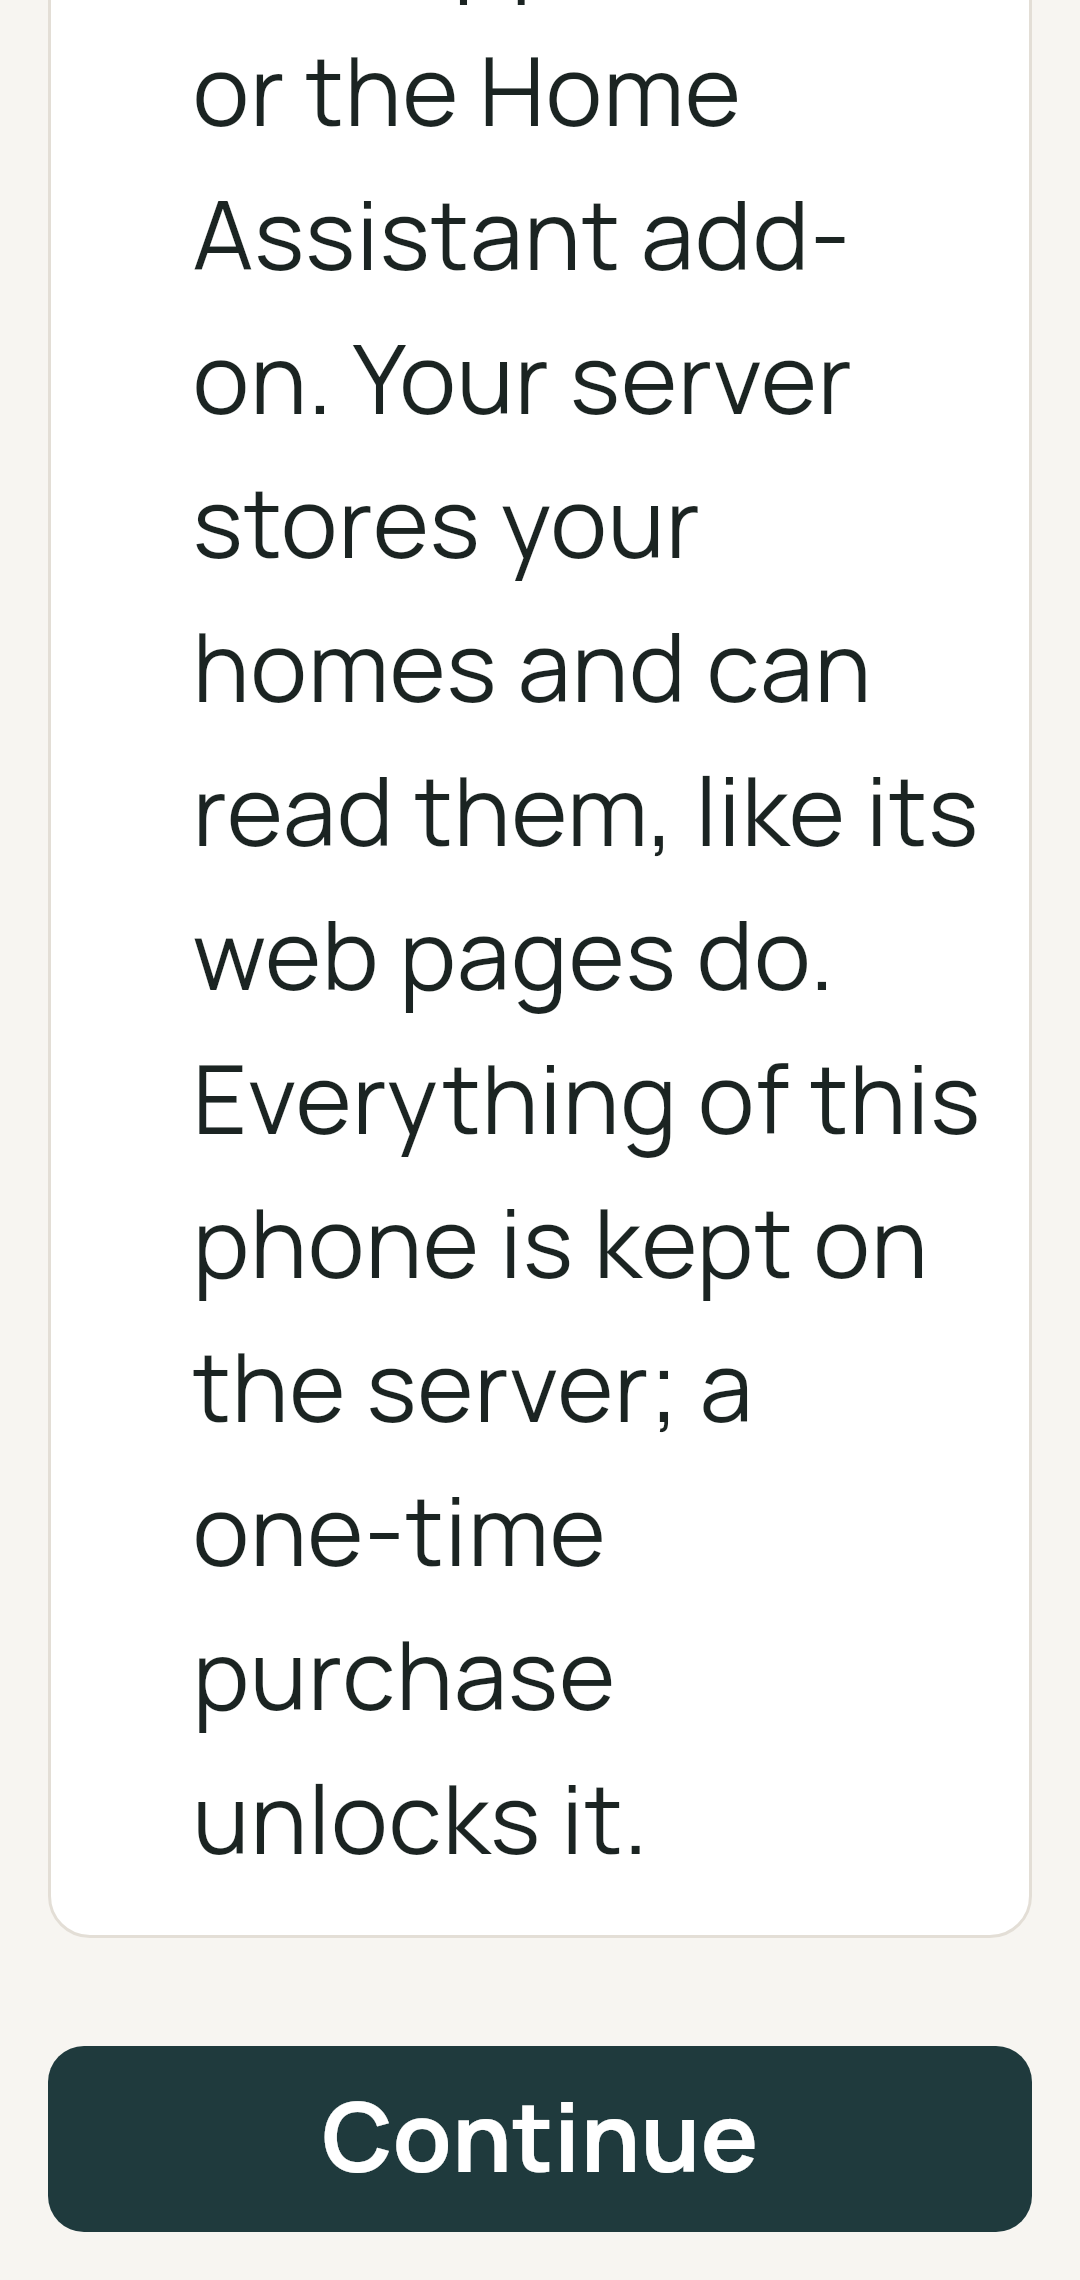 or the Home
Assistant add-
on. Your server
stores your
homes and can
read them, like its
web pages do.
Everything of this
phone is kept on
the server; a
one-time
purchase
unlocks it.
Continue